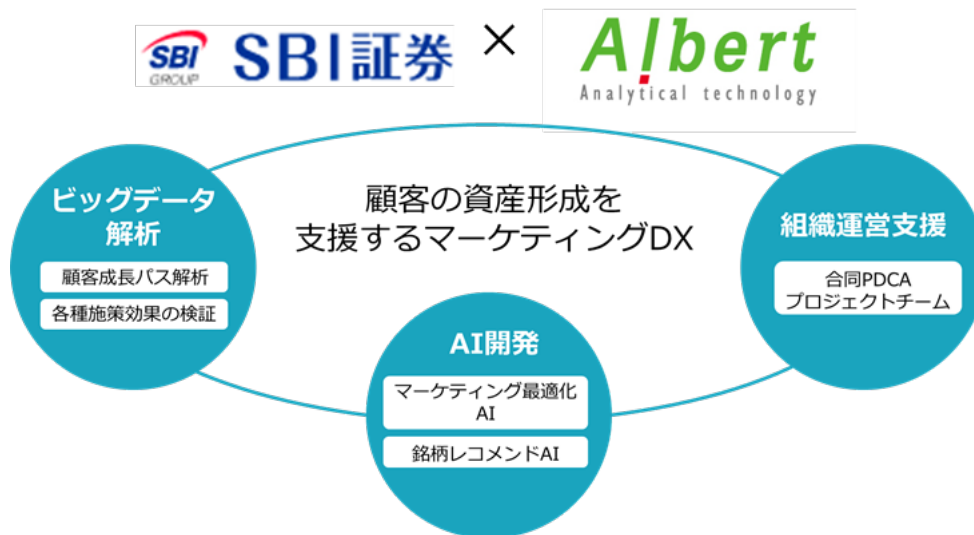 SBI
GROUP
SBI証券
×
Albert
Analytical technology
顧客の資産形成を
支援するマーケティングDX
ビッグデータ
解析
顧客成長パス解析
各種施策効果の検証
AI開発
マーケティング最適化
AI
銘柄レコメンドAI
組織運営支援
合同PDCA
プロジェクトチーム